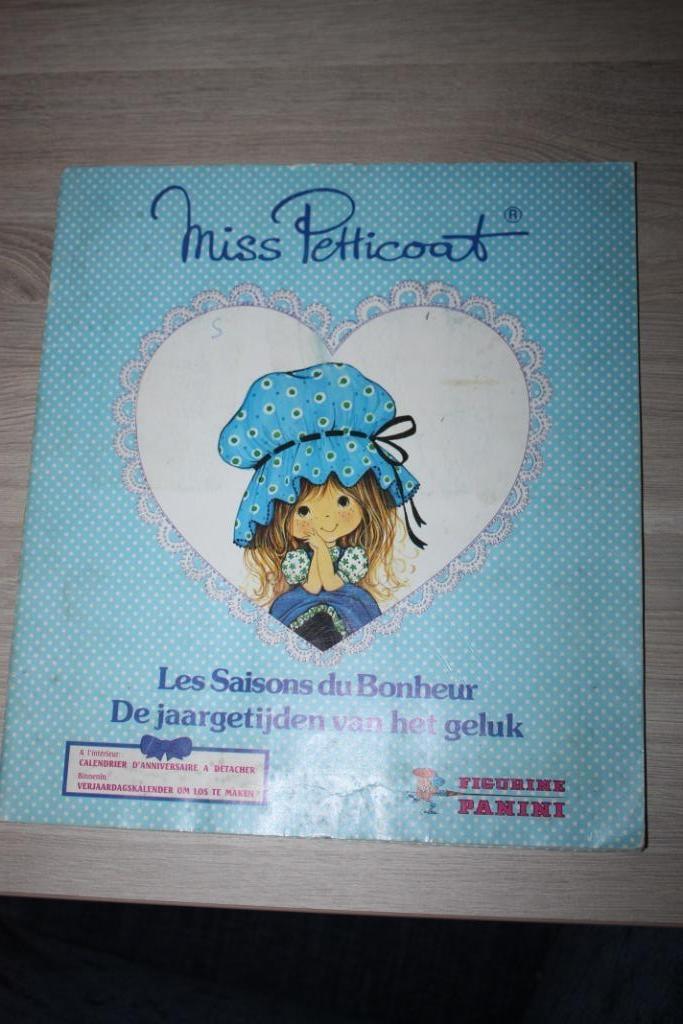 Miss Petticoat ®
S
Les Saisons du Bonheur
De jaargetijden van het geluk
A l'intérieur:
CALENDRIER D'ANNIVERSAIRE A DETACHER
Binnenin:
VERJAARDAGSKALENDER OM LOS TE MAKEN
FIGURINE
PANINI